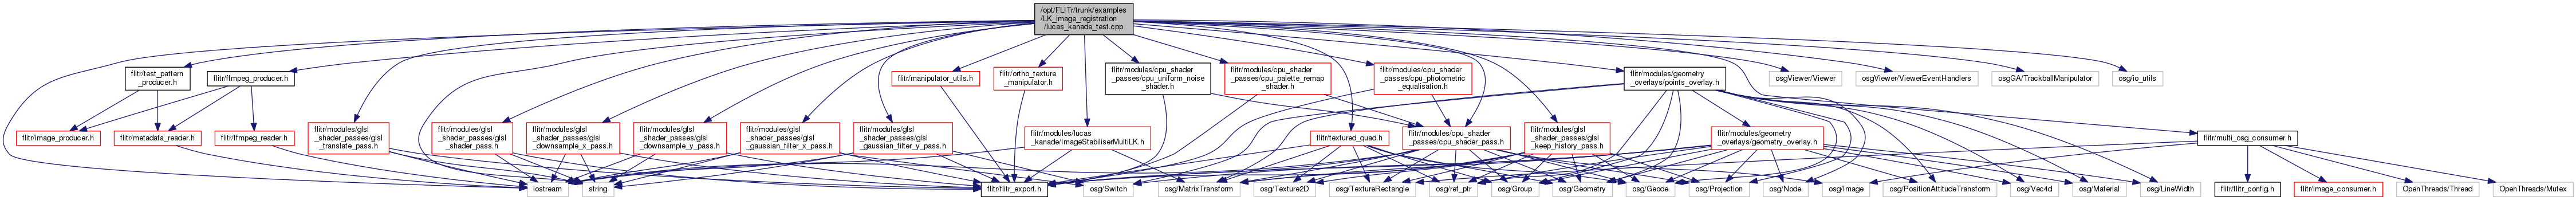 /opt/FLITr/trunk/examples
/LK_image_registration
/lucas_kanade_test.cpp
flitr/test_pattern
_producer.h
flitr/ffmpeg_producer.h
flitr/manipulator_utils.h
flitr/ortho_texture
_manipulator.h
flitr/modules/cpu_shader
_passes/cpu_uniform_noise
_shader.h
flitr/modules/cpu_shader
_passes/cpu_palette_remap
_shader.h
flitr/modules/cpu_shader
_passes/cpu_photometric
_equalisation.h
flitr/modules/geometry
_overlays/points_overlay.h
osgViewer/Viewer
osgViewer/ViewerEventHandlers
osgGA/TrackballManipulator
osg/io_utils
flitr/image_producer.h
flitr/metadata_reader.h
flitr/ffmpeg_reader.h
flitr/modules/glsl
_shader_passes/glsl
_translate_pass.h
flitr/modules/glsl
_shader_passes/glsl
_shader_pass.h
flitr/modules/glsl
_shader_passes/glsl
_downsample_x_pass.h
flitr/modules/glsl
_shader_passes/glsl
_downsample_y_pass.h
flitr/modules/glsl
_shader_passes/glsl
_gaussian_filter_x_pass.h
flitr/modules/glsl
_shader_passes/glsl
_gaussian_filter_y_pass.h
flitr/modules/lucas
_kanade/ImageStabiliserMultiLK.h
flitr/textured_quad.h
flitr/modules/cpu_shader
_passes/cpu_shader_pass.h
flitr/modules/glsl
_shader_passes/glsl
_keep_history_pass.h
flitr/modules/geometry
_overlays/geometry_overlay.h
flitr/multi_osg_consumer.h
iostream
string
flitr/flitr_export.h
osg/Switch
osg/MatrixTransform
osg/Texture2D
osg/TextureRectangle
osg/ref_ptr
osg/Group
osg/Geometry
osg/Geode
osg/Projection
osg/Node
osg/Image
osg/PositionAttitudeTransform
osg/Vec4d
osg/Material
osg/LineWidth
flitr/flitr_config.h
flitr/image_consumer.h
OpenThreads/Thread
OpenThreads/Mutex